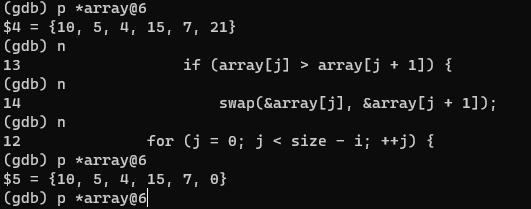 (gdb) p *array@6
$4 = {10, 5, 4, 15, 7, 21}
(gdb) n
13                  if (array[j] > array[j + 1]) {
(gdb) n
14                      swap(&array[j], &array[j + 1]);
(gdb) n
12              for (j = 0; j < size - i; ++j) {
(gdb) p *array@6
$5 = {10, 5, 4, 15, 7, 0}
(gdb) p *array@6